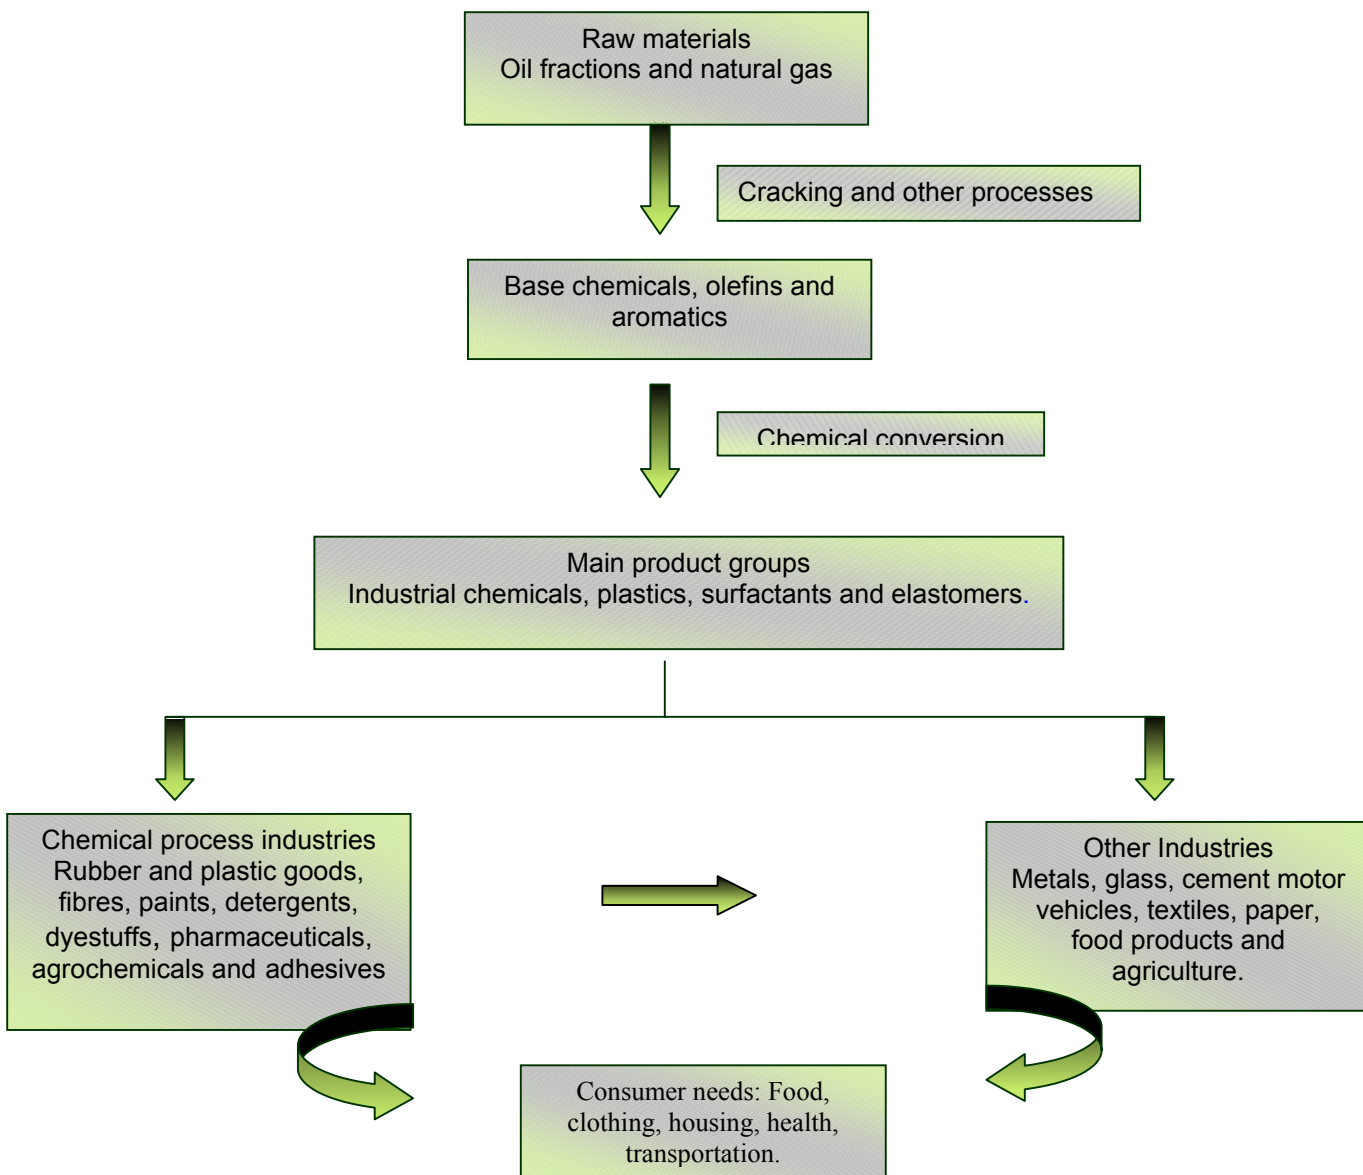 Raw materials
Oil fractions and natural gas
Cracking and other processes
Base chemicals, olefins and
aromatics
Chemical conversion
Main product groups
Industrial chemicals, plastics, surfactants and elastomers.
Chemical process industries
Rubber and plastic goods,
fibres, paints, detergents,
dyestuffs, pharmaceuticals,
agrochemicals and adhesives
Other Industries
Metals, glass, cement motor
vehicles, textiles, paper,
food products and
agriculture.
Consumer needs: Food,
clothing, housing, health,
transportation.